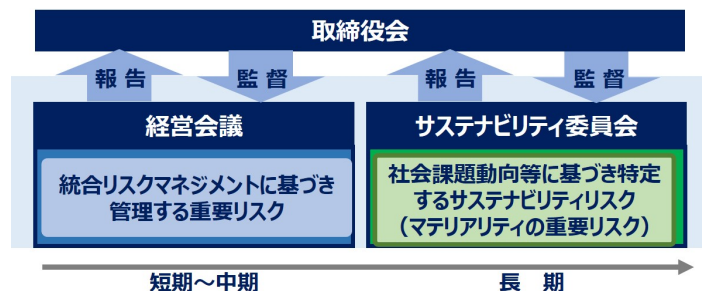 取締役会
報告
監督
報告
監督
経営会議
サステナビリティ委員会
統合リスクマネジメントに基づき
管理する重要リスク
社会課題動向等に基づき特定
するサステナビリティリスク
（マテリアリティの重要リスク）
短期～中期
長　期